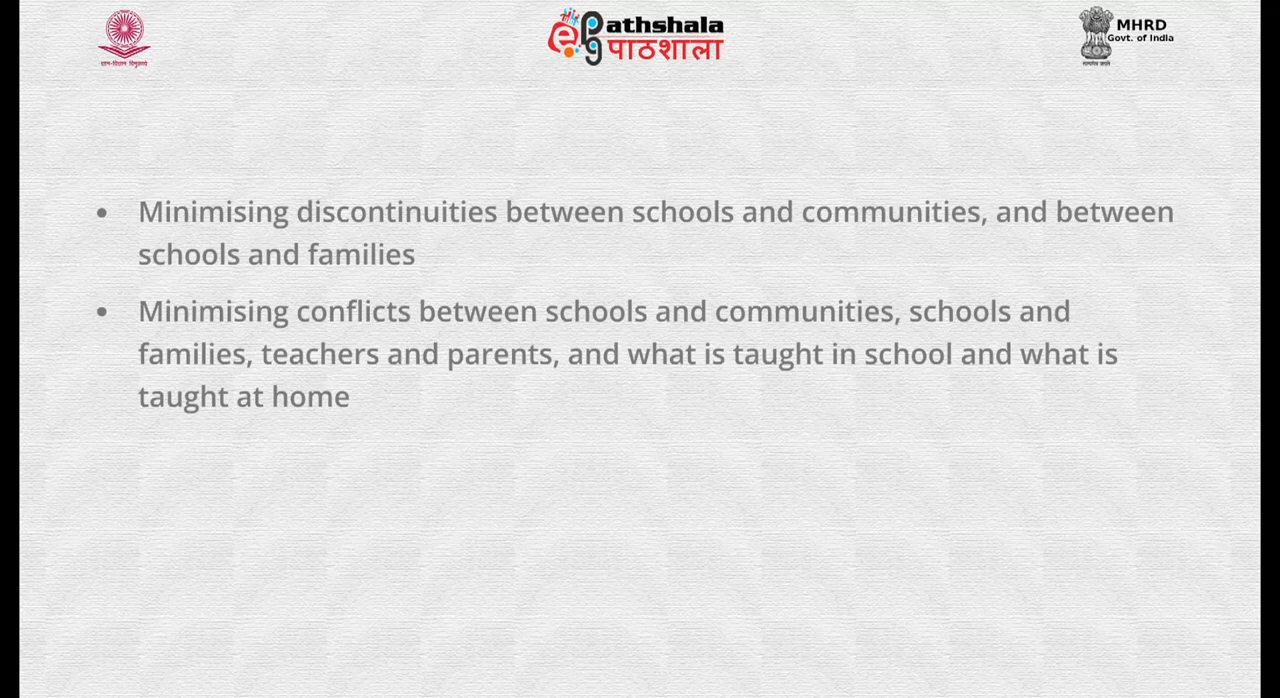 pathshala
पाठशाला
MHRD
Govt. of India
• Minimising discontinuities between schools and communities, and between
schools and families
• Minimising conflicts between schools and communities, schools and
families, teachers and parents, and what is taught in school and what is
taught at home